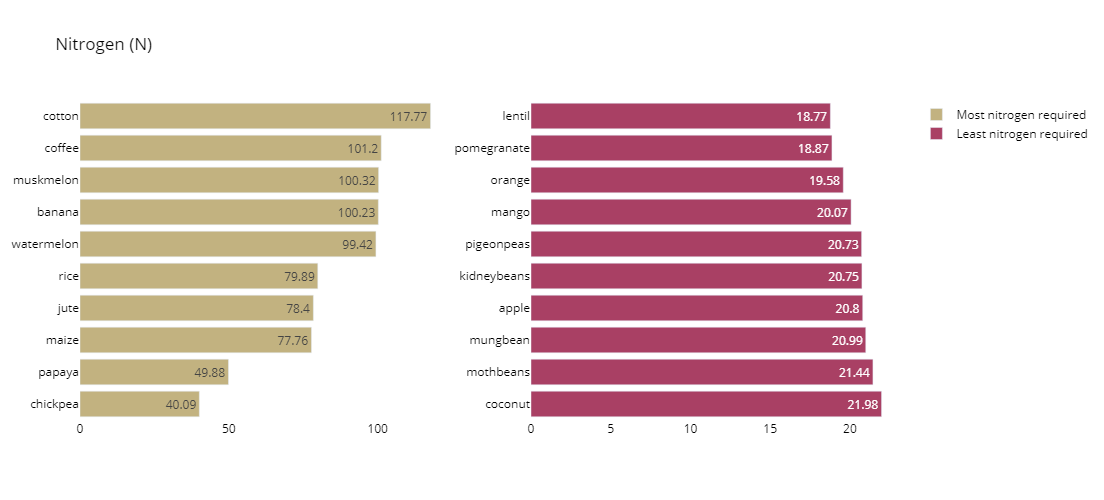 Nitrogen (N)
cotton 117.77
coffee 101.2
muskmelon 100.32
banana 100.23
watermelon 99.42
rice 79.89
jute 78.4
maize 77.76
papaya 49.88
chickpea 40.09
0 50 100
lentil 18.77
pomegranate 18.87
orange 19.58
mango 20.07
pigeonpeas 20.73
kidneybeans 20.75
apple 20.8
mungbean 20.99
mothbeans 21.44
coconut 21.98
0 5 10 15 20
Most nitrogen required
Least nitrogen required